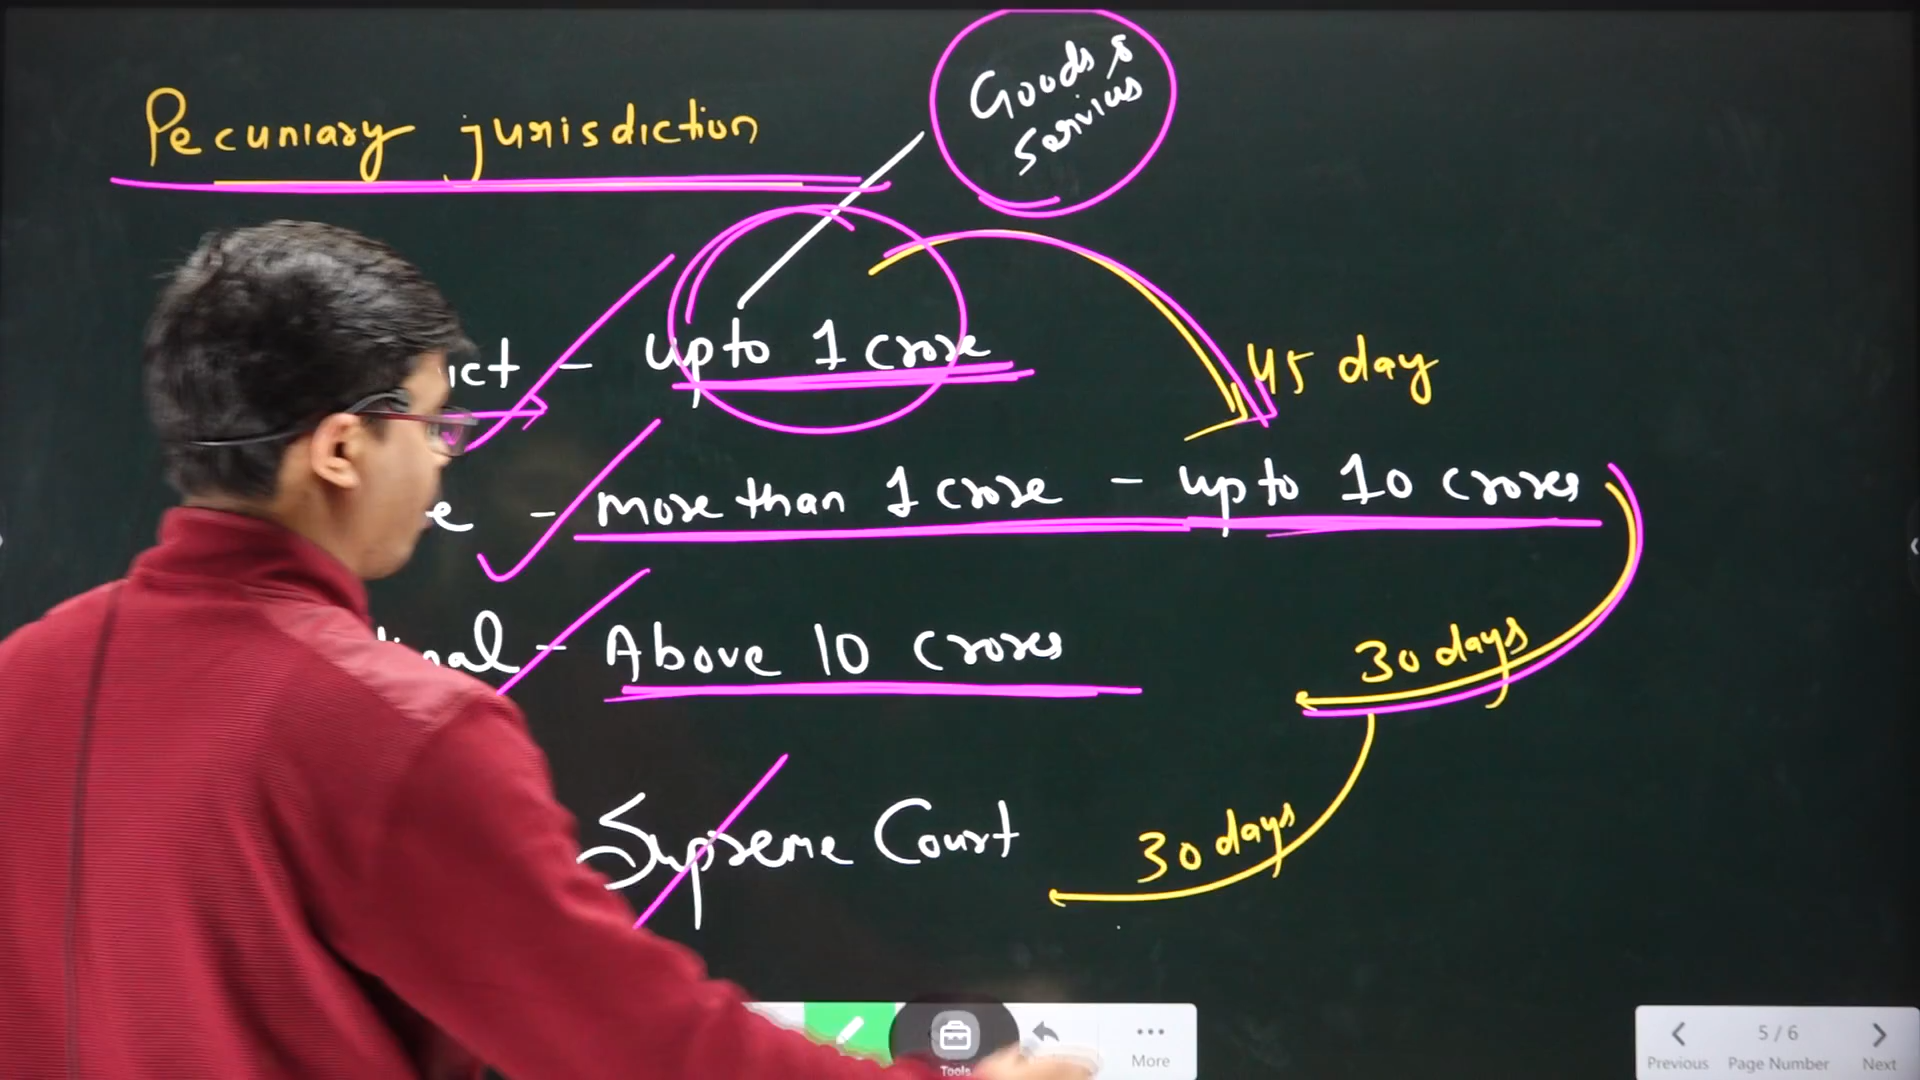 Goods &
Services
Pecuniary jurisdiction
ict - upto 1 crore
45 day
e - more than 1 crore - upto 10 crores
nal - Above 10 crores
30 days
Supreme Court
30 days
Tools
More
Previous
5 / 6
Page Number
Next